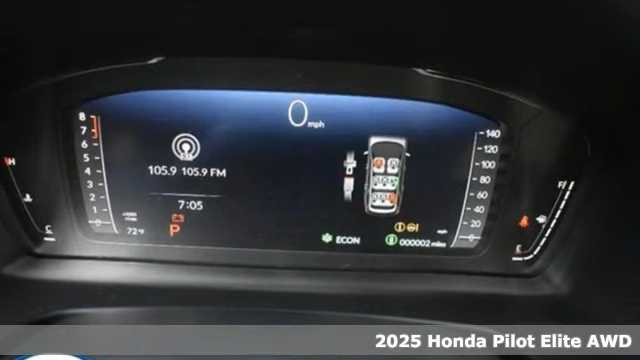 0 mph
8
7
6
5
4
3
2
1
105.9 105.9 FM
7:05
72°F
P
ECON
000002 miles
140
120
100
80
60
40
20
mph
H
C
F
E
2025 Honda Pilot Elite AWD